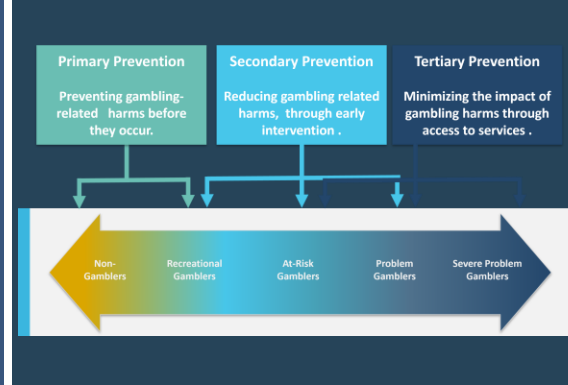 Primary Prevention
Preventing gambling-
related harms before
they occur.
Secondary Prevention
Reducing gambling related
harms, through early
intervention .
Tertiary Prevention
Minimizing the impact of
gambling harms through
access to services .
Non-
Gamblers
Recreational
Gamblers
At-Risk
Gamblers
Problem
Gamblers
Severe Problem
Gamblers